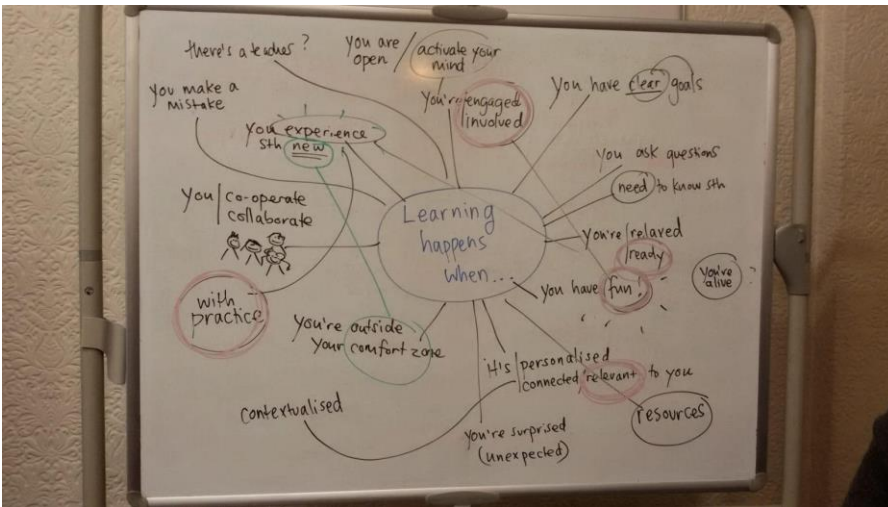 there's a teacher?
you are
open / activate your
mind
You make a
mistake
You're engaged
involved
You have clear goals
You experience
sth new
You ask questions
need to know sth
You / co-operate
collaborate
Learning
happens
when...
you're / relaxed
/ ready
you're
alive ?
You have fun!
with
practice
You're outside
your comfort zone
it's / personalised
/ connected / relevant to you
contextualised
resources
you're surprised
(unexpected)